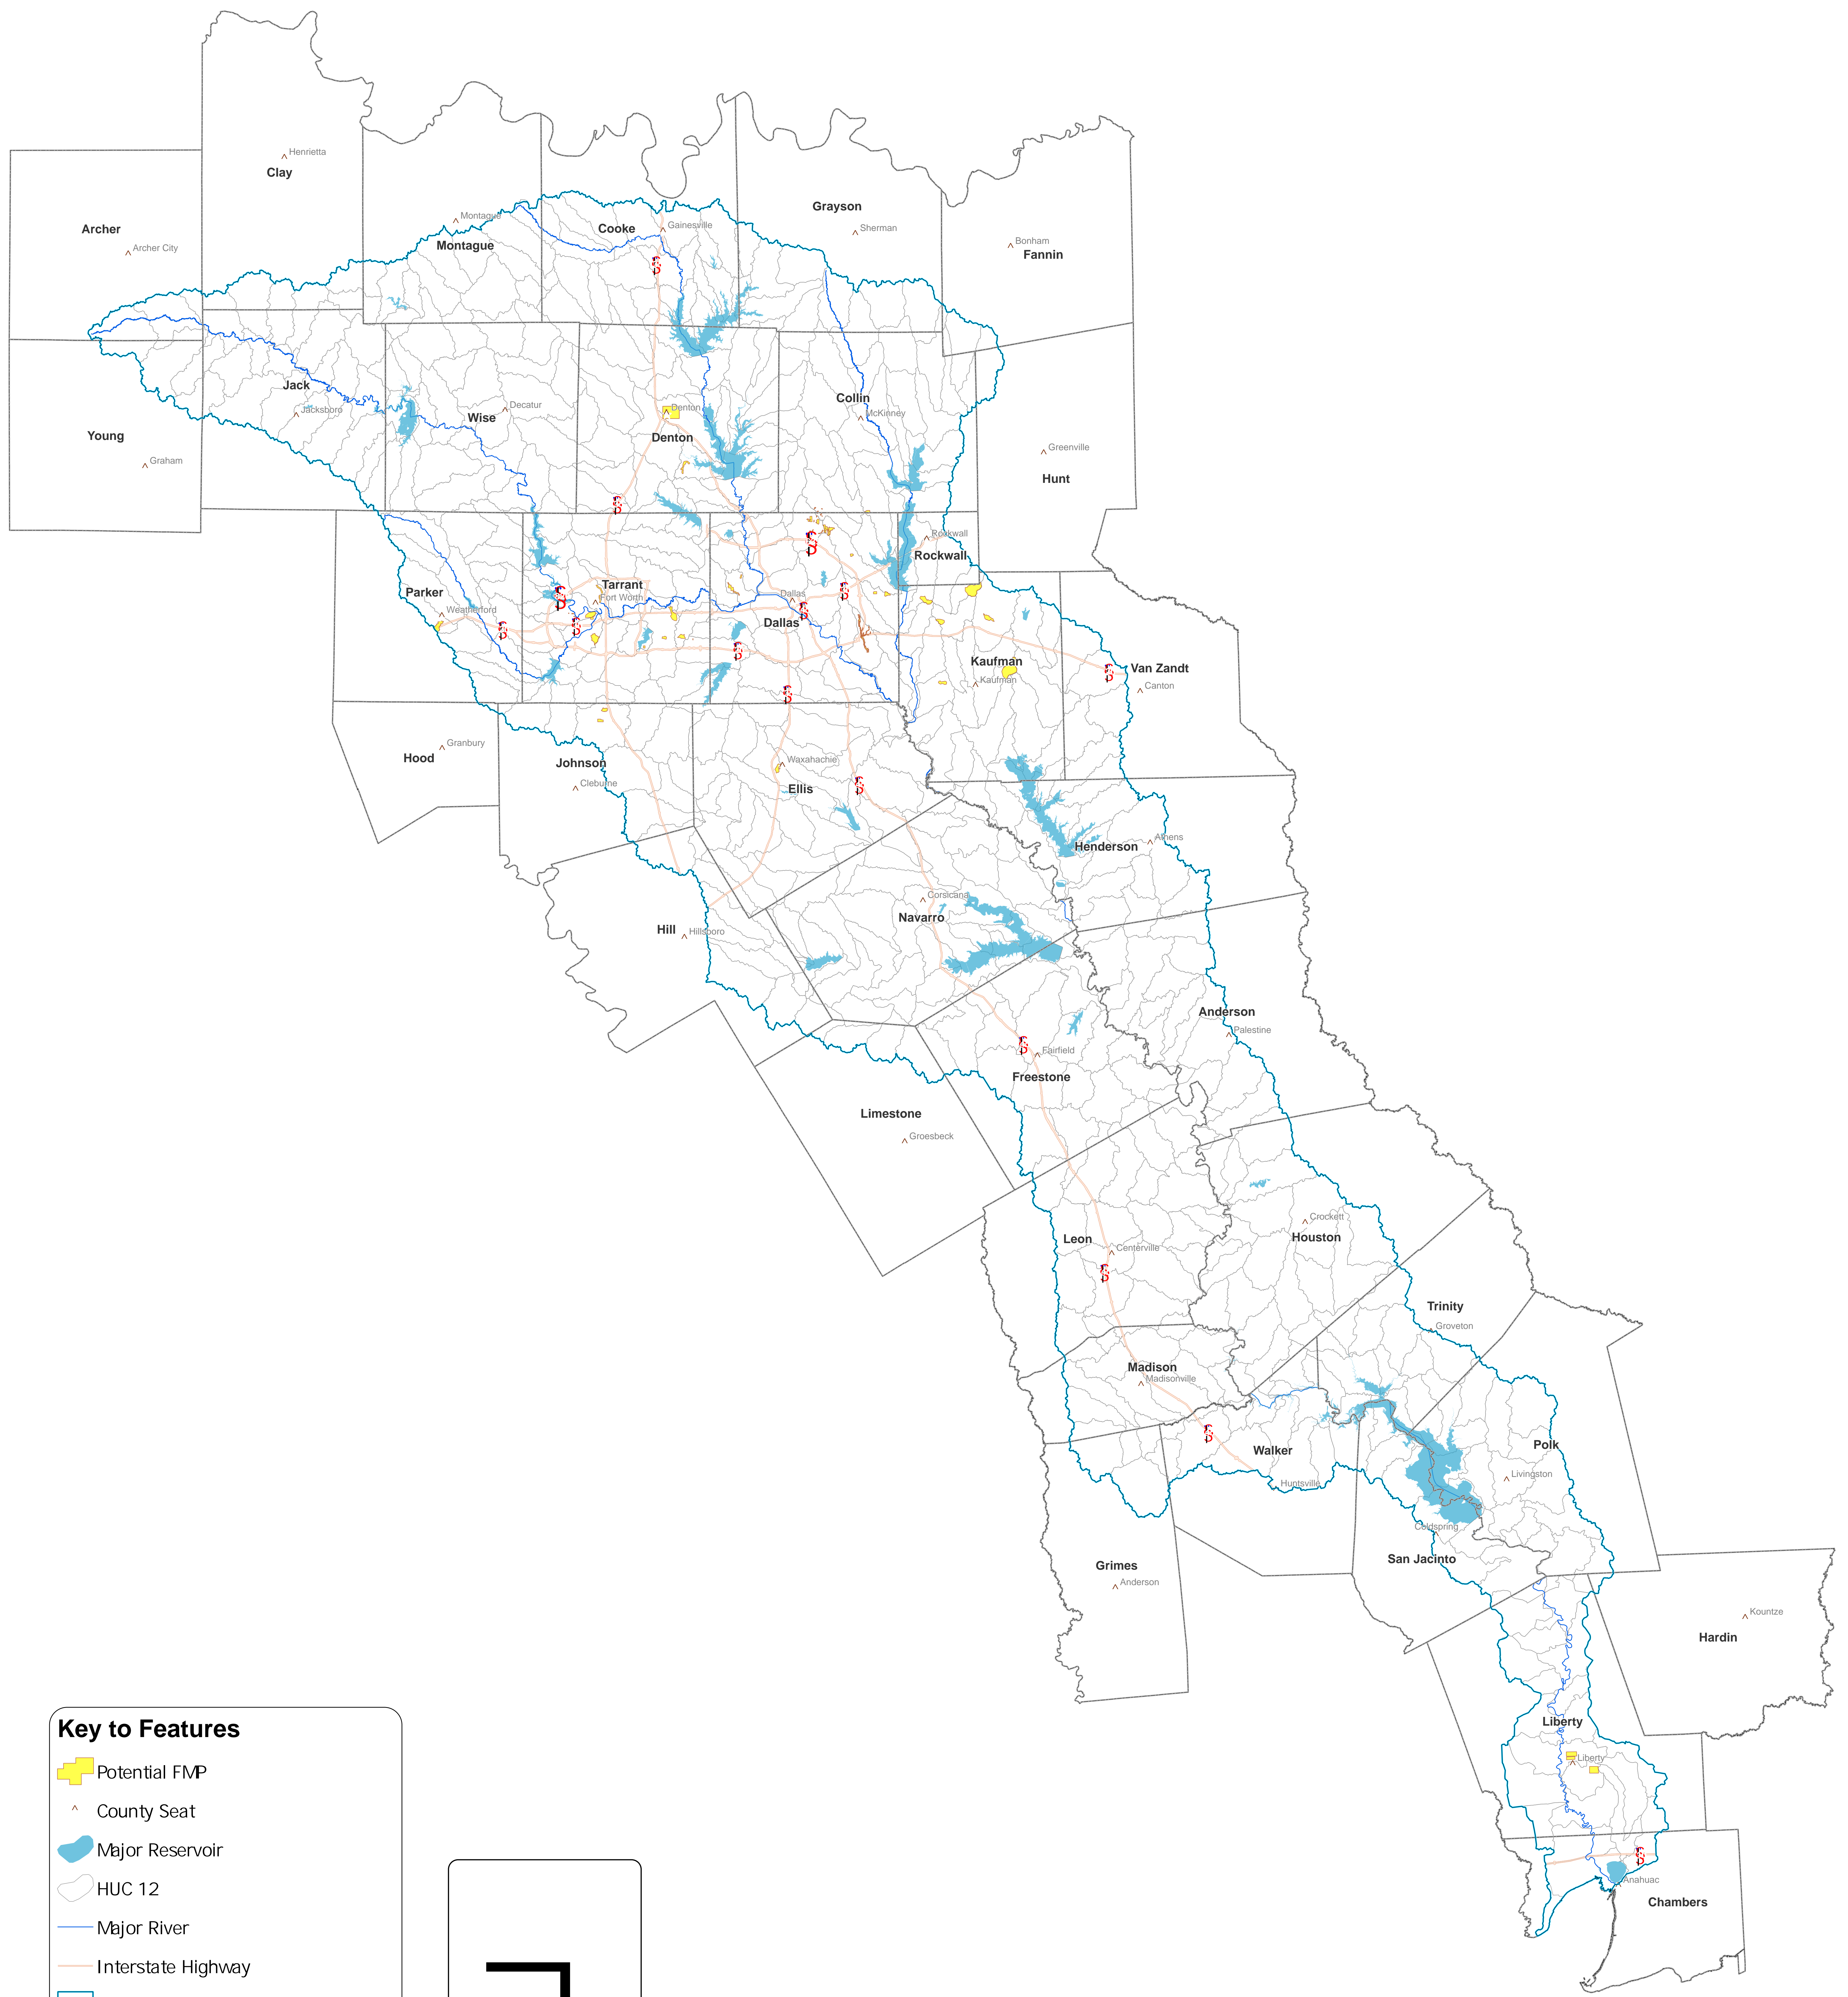 Henrietta
Clay
Archer
Archer City
Montague
Montague
Cooke
Gainesville
Grayson
Sherman
Bonham
Fannin
Jack
Jacksboro
Young
Graham
Wise
Decatur
Denton
Denton
Collin
McKinney
Greenville
Hunt
Rockwall
Rockwall
Parker
Weatherford
Tarrant
Fort Worth
Dallas
Dallas
Kaufman
Kaufman
Van Zandt
Canton
Hood
Granbury
Johnson
Cleburne
Waxahachie
Ellis
Henderson
Athens
Corsicana
Navarro
Hill
Hillsboro
Anderson
Palestine
Fairfield
Freestone
Limestone
Groesbeck
Leon
Centerville
Crockett
Houston
Trinity
Groveton
Madison
Madisonville
Walker
Huntsville
Polk
Livingston
Coldspring
San Jacinto
Grimes
Anderson
Kountze
Hardin
Liberty
Liberty
Anahuac
Chambers
Key to Features
Potential FMP
County Seat
Major Reservoir
HUC 12
Major River
Interstate Highway